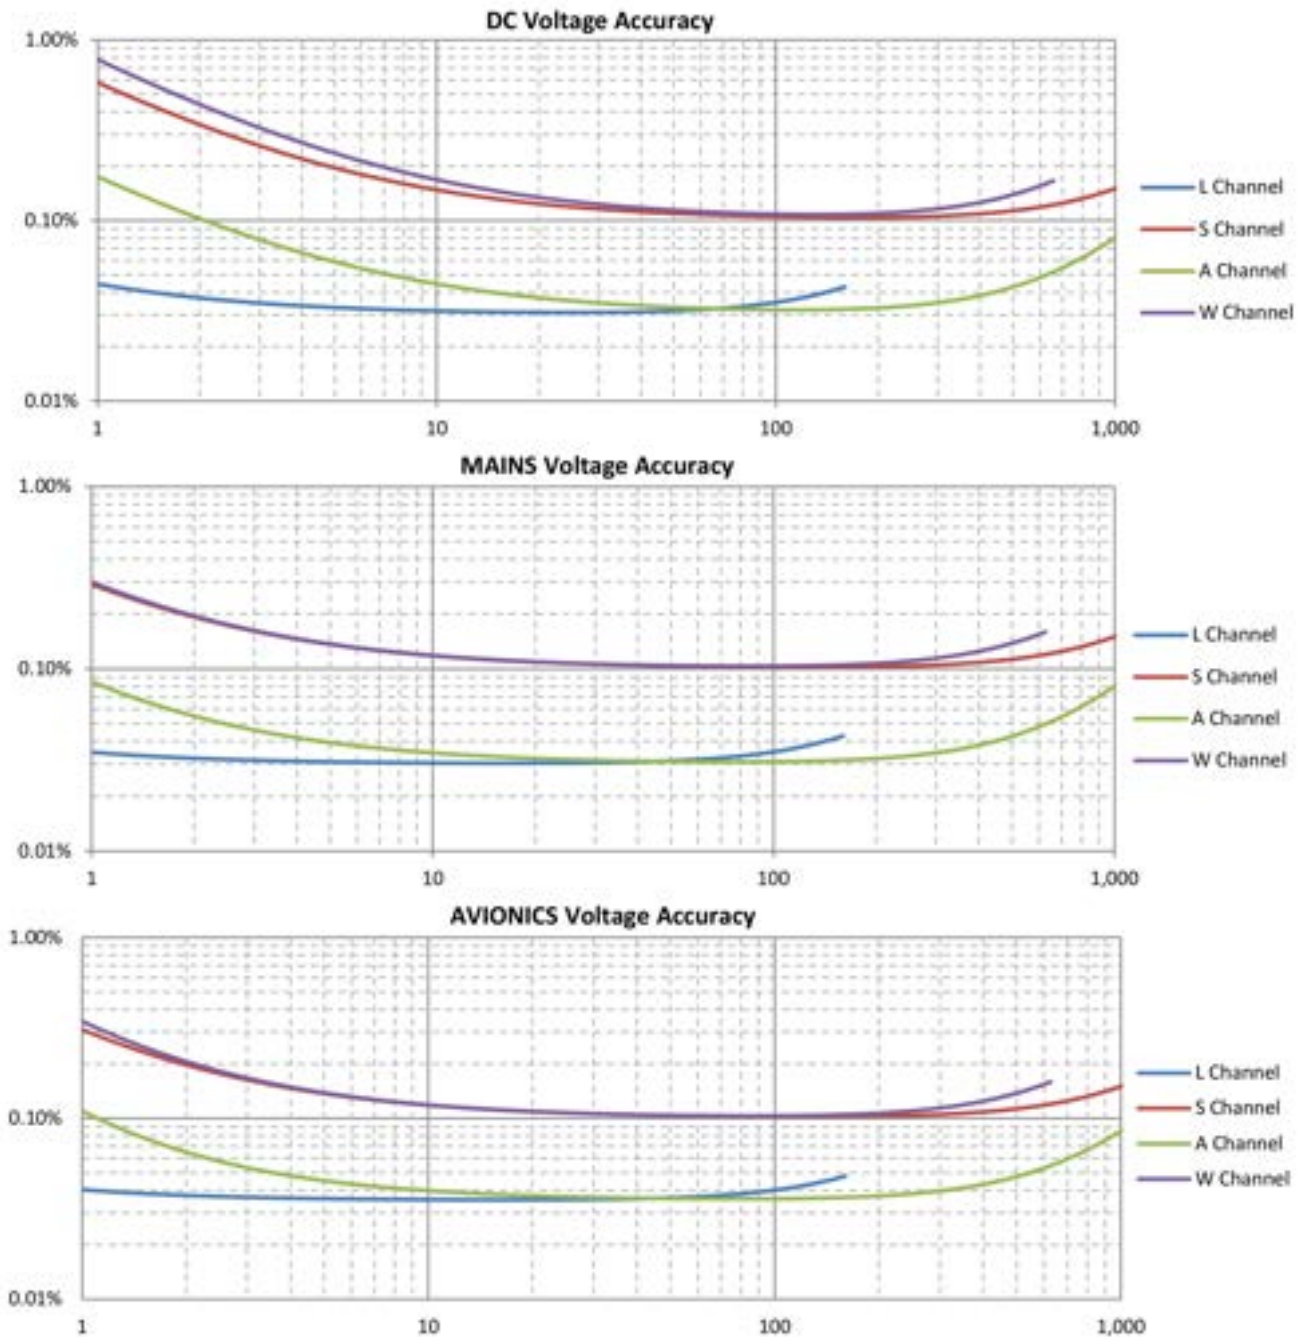 DC Voltage Accuracy
1.00%
0.10%
0.01%
1 10 100 1,000
L Channel
S Channel
A Channel
W Channel
MAINS Voltage Accuracy
1.00%
0.10%
0.01%
1 10 100 1,000
L Channel
S Channel
A Channel
W Channel
AVIONICS Voltage Accuracy
1.00%
0.10%
0.01%
1 10 100 1,000
L Channel
S Channel
A Channel
W Channel